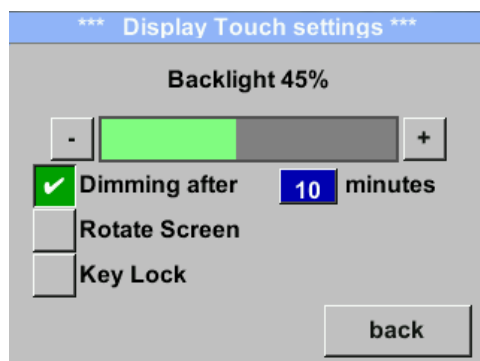 *** Display Touch settings ***
Backlight 45%
- +
Dimming after 10 minutes
Rotate Screen
Key Lock
back